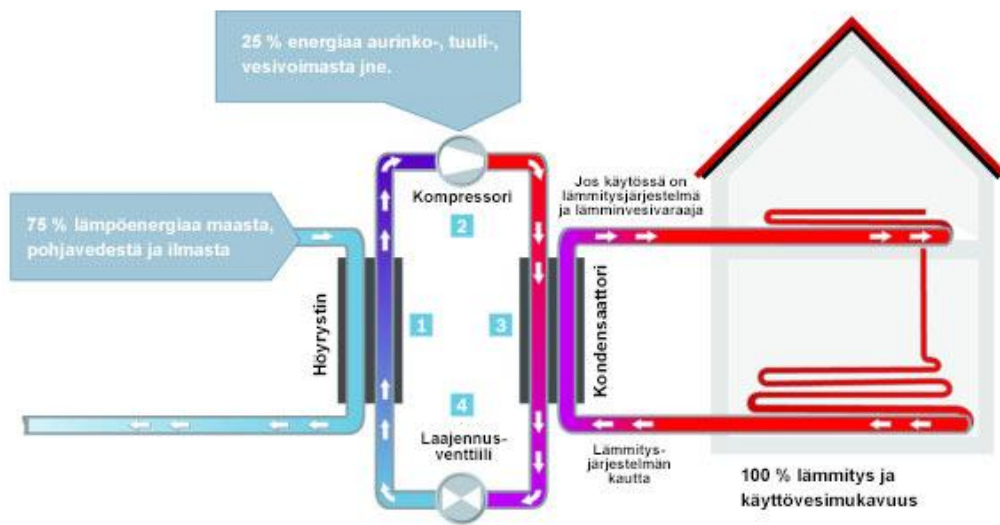 25 % energiaa aurinko-, tuuli-,
vesivoimasta jne.
75 % lämpöenergiaa maasta,
pohjavedestä ja ilmasta
Kompressori
2
Jos käytössä on
lämmitysjärjestelmä
ja lämminvesivaraaja
Höyrystin
1
3
Kondensaattori
4
Laajennus-
venttiili
Lämmitys-
järjestelmän
kautta
100 % lämmitys ja
käyttövesimukavuus